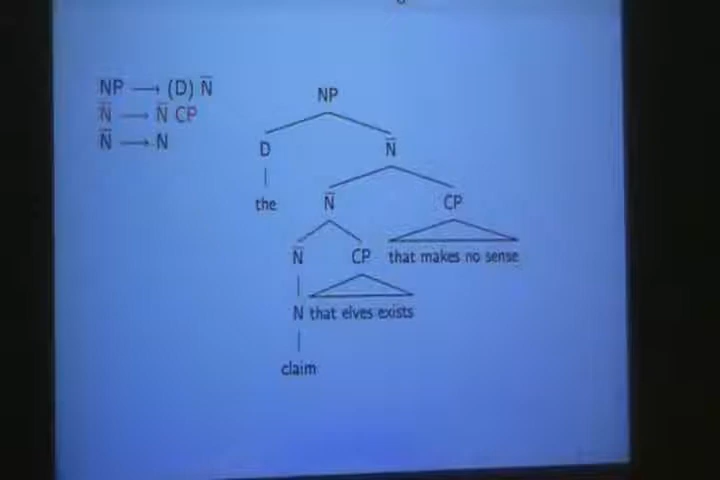 NP → (D) N̅
N̅ → N̅ CP
N̅ → N
NP
D N̅
the N̅ CP
N̅ CP that makes no sense
N that elves exists
claim